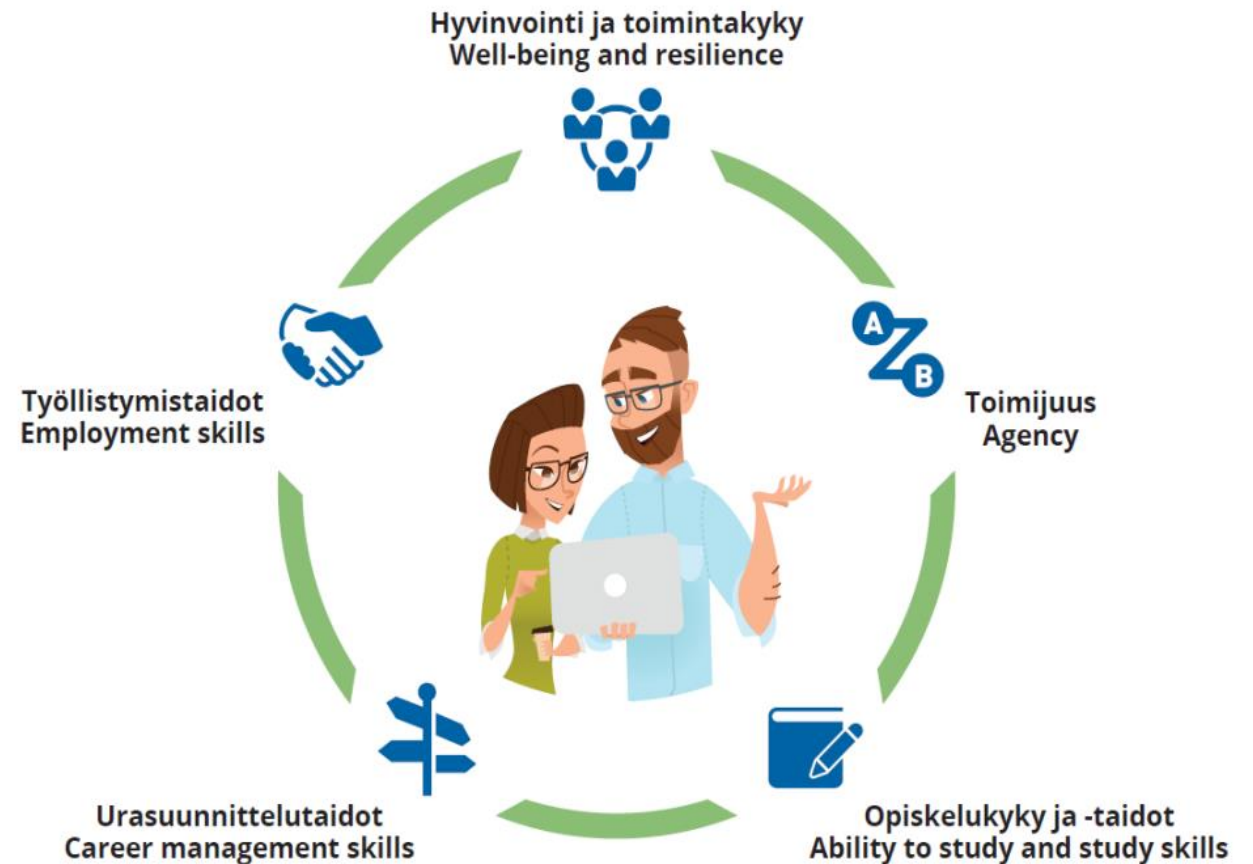 Hyvinvointi ja toimintakyky
Well-being and resilience
A
B
Työllistymistaidot
Employment skills
Toimijuus
Agency
Urasuunnittelutaidot
Career management skills
Opiskelukyky ja -taidot
Ability to study and study skills